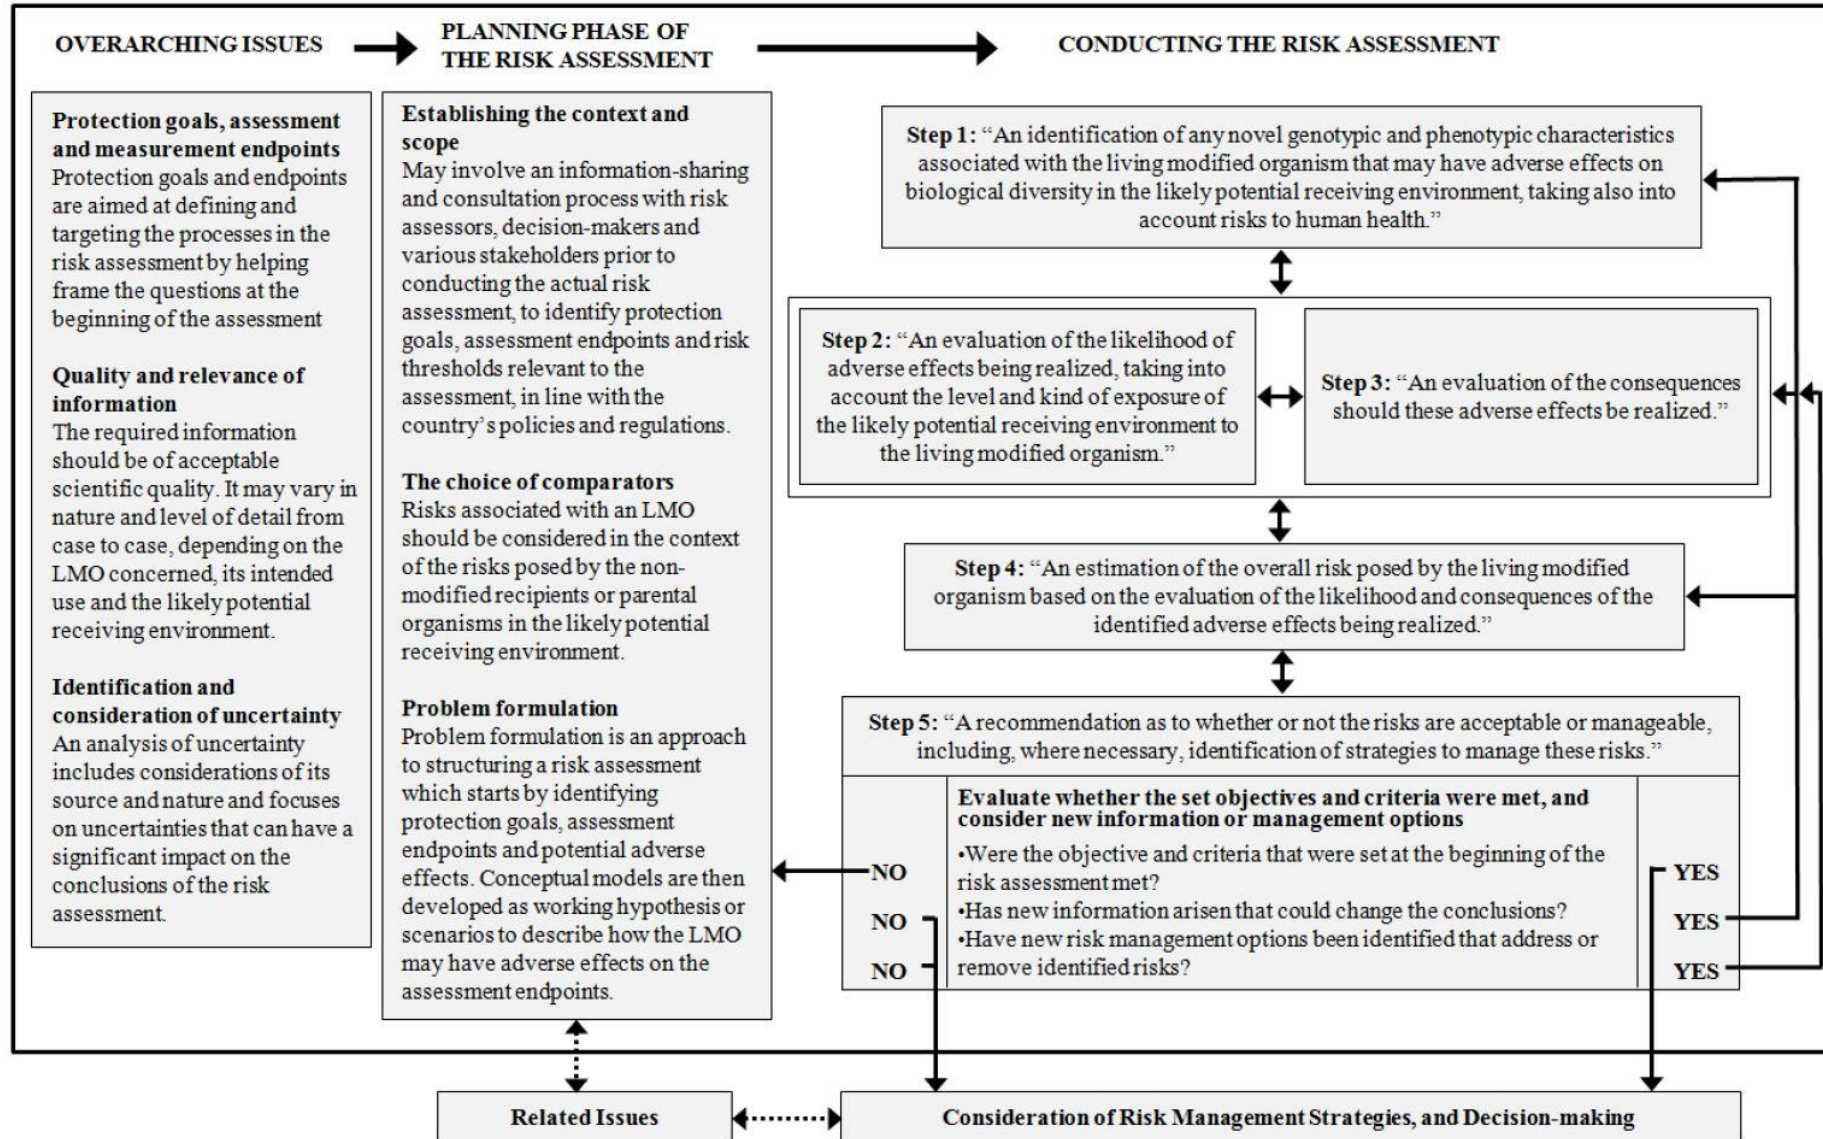 OVERARCHING ISSUES
PLANNING PHASE OF
THE RISK ASSESSMENT
CONDUCTING THE RISK ASSESSMENT
Protection goals, assessment
and measurement endpoints
Protection goals and endpoints
are aimed at defining and
targeting the processes in the
risk assessment by helping
frame the questions at the
beginning of the assessment
Quality and relevance of
information
The required information
should be of acceptable
scientific quality. It may vary in
nature and level of detail from
case to case, depending on the
LMO concerned, its intended
use and the likely potential
receiving environment.
Identification and
consideration of uncertainty
An analysis of uncertainty
includes considerations of its
source and nature and focuses
on uncertainties that can have a
significant impact on the
conclusions of the risk
assessment.
Establishing the context and
scope
May involve an information-sharing
and consultation process with risk
assessors, decision-makers and
various stakeholders prior to
conducting the actual risk
assessment, to identify protection
goals, assessment endpoints and risk
thresholds relevant to the
assessment, in line with the
country's policies and regulations.
The choice of comparators
Risks associated with an LMO
should be considered in the context
of the risks posed by the non-
modified recipients or parental
organisms in the likely potential
receiving environment.
Problem formulation
Problem formulation is an approach
to structuring a risk assessment
which starts by identifying
protection goals, assessment
endpoints and potential adverse
effects. Conceptual models are then
developed as working hypothesis or
scenarios to describe how the LMO
may have adverse effects on the
assessment endpoints.
Step 1: “An identification of any novel genotypic and phenotypic characteristics
associated with the living modified organism that may have adverse effects on
biological diversity in the likely potential receiving environment, taking also into
account risks to human health.”
Step 2: “An evaluation of the likelihood of
adverse effects being realized, taking into
account the level and kind of exposure of
the likely potential receiving environment to
the living modified organism.”
Step 3: “An evaluation of the consequences
should these adverse effects be realized.”
Step 4: “An estimation of the overall risk posed by the living modified
organism based on the evaluation of the likelihood and consequences of the
identified adverse effects being realized.”
Step 5: “A recommendation as to whether or not the risks are acceptable or manageable,
including, where necessary, identification of strategies to manage these risks.”
Evaluate whether the set objectives and criteria were met, and
consider new information or management options
•Were the objective and criteria that were set at the beginning of the
risk assessment met?
•Has new information arisen that could change the conclusions?
•Have new risk management options been identified that address or
remove identified risks?
NO
NO
NO
YES
YES
YES
Related Issues
Consideration of Risk Management Strategies, and Decision-making